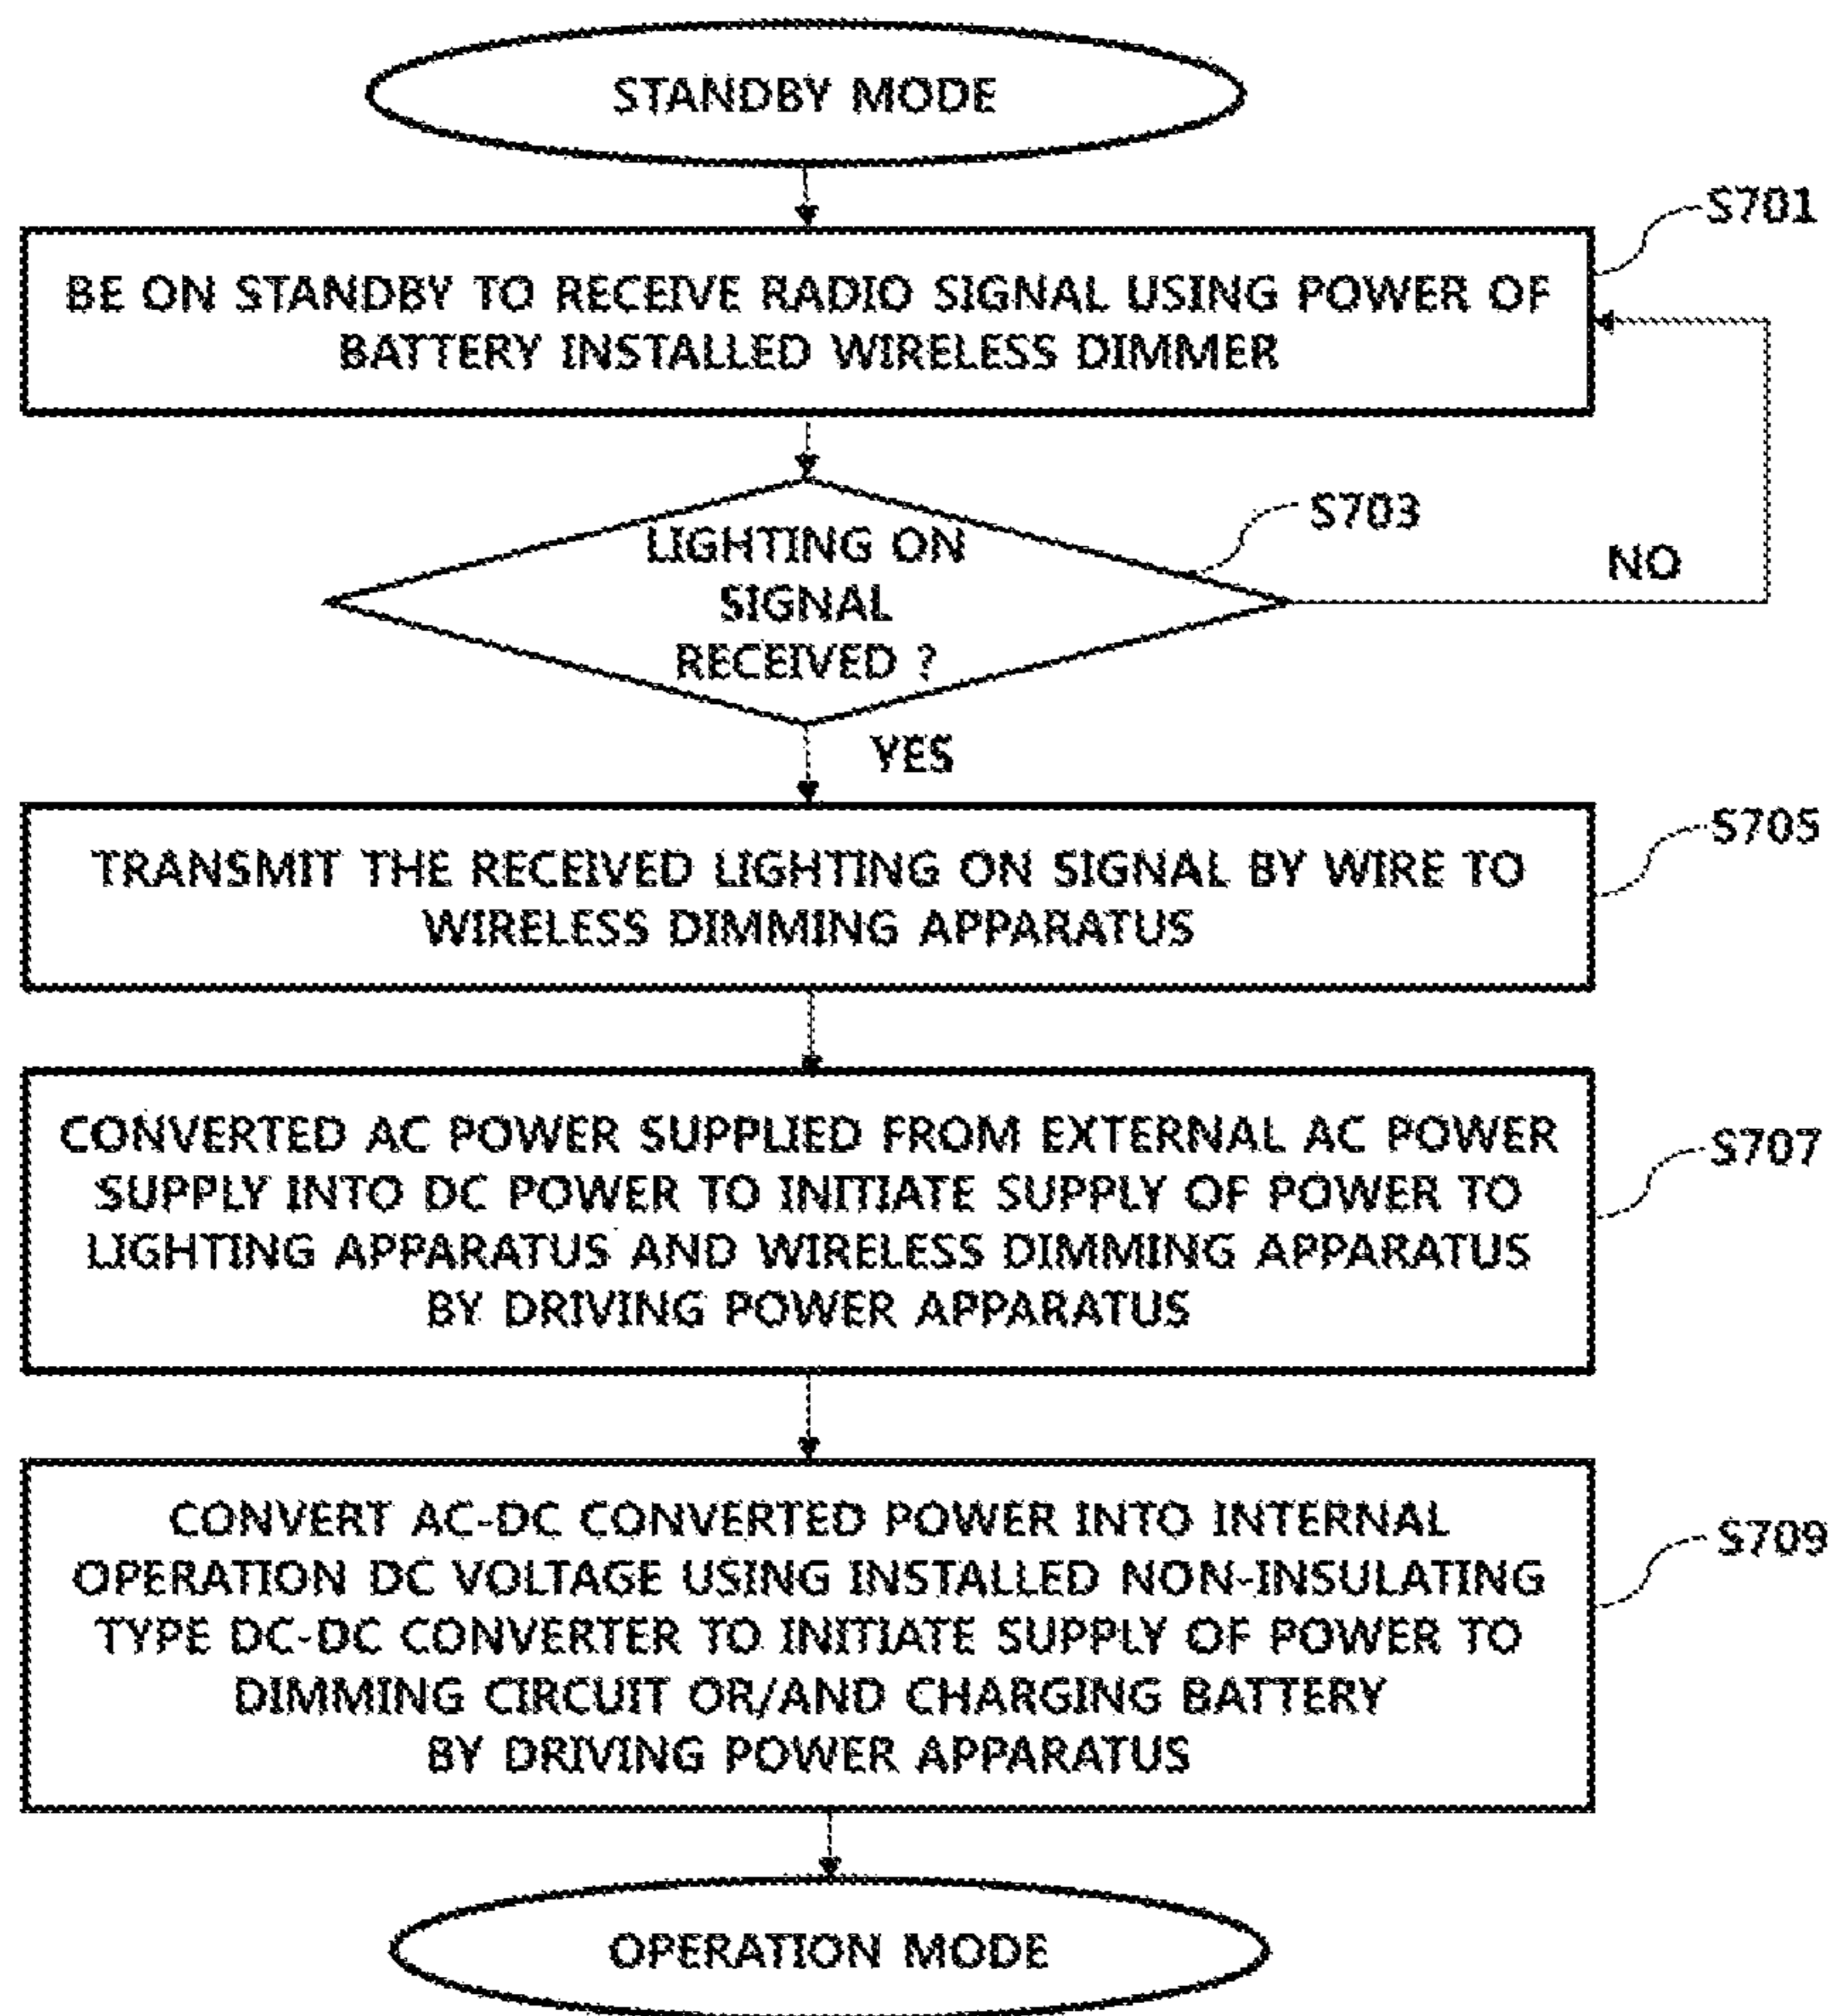 STANDBY MODE
S701
BE ON STANDBY TO RECEIVE RADIO SIGNAL USING POWER OF
BATTERY INSTALLED WIRELESS DIMMER
S703
LIGHTING ON
SIGNAL
RECEIVED ?
NO
YES
S705
TRANSMIT THE RECEIVED LIGHTING ON SIGNAL BY WIRE TO
WIRELESS DIMMING APPARATUS
S707
CONVERTED AC POWER SUPPLIED FROM EXTERNAL AC POWER
SUPPLY INTO DC POWER TO INITIATE SUPPLY OF POWER TO
LIGHTING APPARATUS AND WIRELESS DIMMING APPARATUS
BY DRIVING POWER APPARATUS
S709
CONVERT AC-DC CONVERTED POWER INTO INTERNAL
OPERATION DC VOLTAGE USING INSTALLED NON-INSULATING
TYPE DC-DC CONVERTER TO INITIATE SUPPLY OF POWER TO
DIMMING CIRCUIT OR/AND CHARGING BATTERY
BY DRIVING POWER APPARATUS
OPERATION MODE